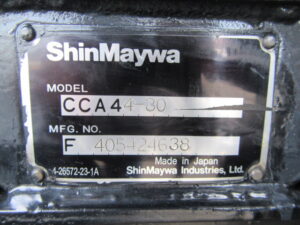 ShinMaywa
MODEL
CCA44-80
MFG. NO.
F 405424638
Made in Japan
4-26572-23-1A
ShinMaywa Industries, Ltd.